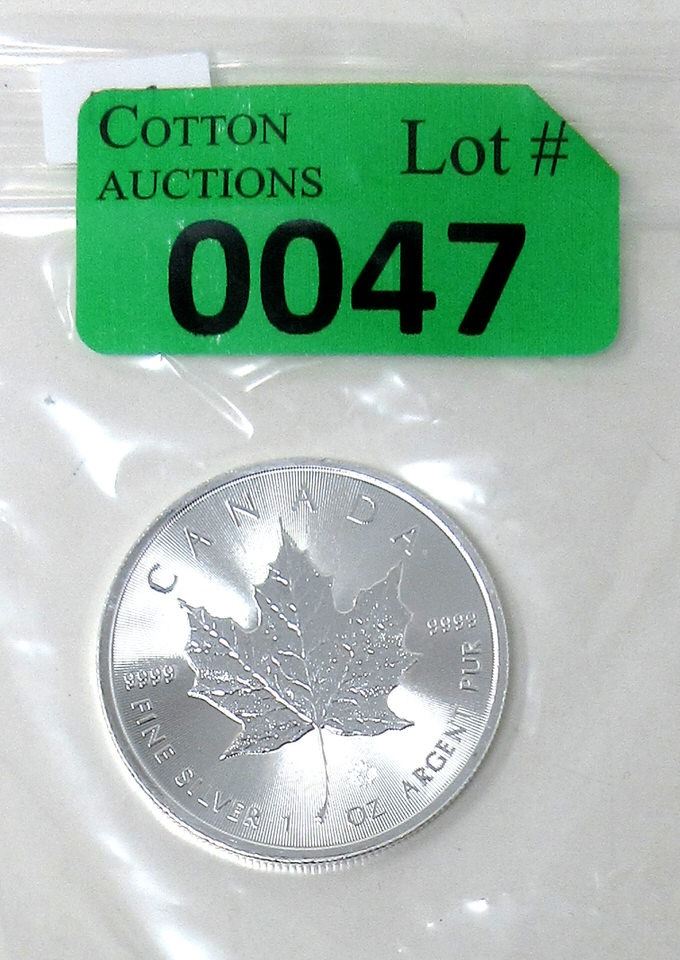 COTTON
AUCTIONS
Lot #
0047
CANADA
9999
9999
FINE SILVER 1 OZ ARGENT PUR